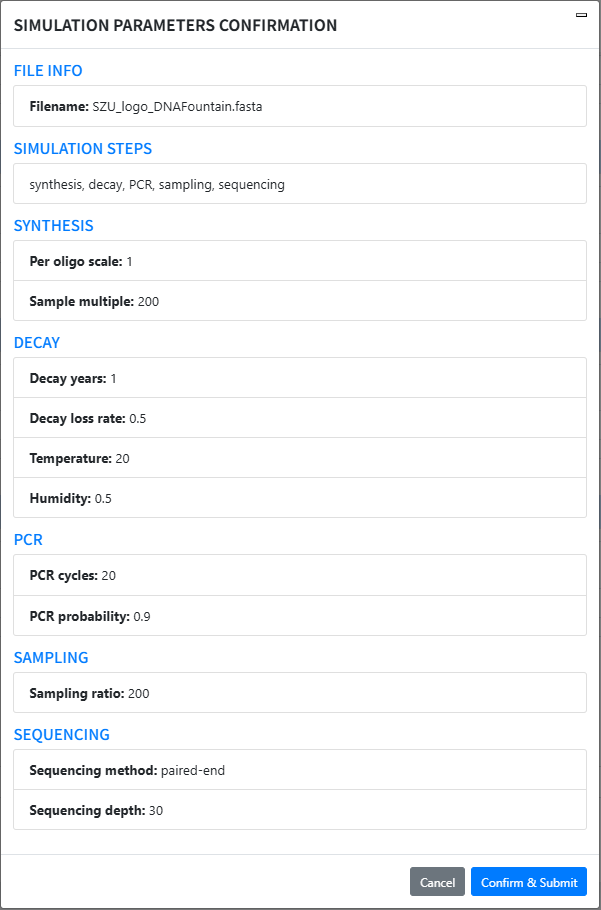 SIMULATION PARAMETERS CONFIRMATION
FILE INFO
Filename: SZU_logo_DNAFountain.fasta
SIMULATION STEPS
synthesis, decay, PCR, sampling, sequencing
SYNTHESIS
Per oligo scale: 1
Sample multiple: 200
DECAY
Decay years: 1
Decay loss rate: 0.5
Temperature: 20
Humidity: 0.5
PCR
PCR cycles: 20
PCR probability: 0.9
SAMPLING
Sampling ratio: 200
SEQUENCING
Sequencing method: paired-end
Sequencing depth: 30
Cancel Confirm & Submit